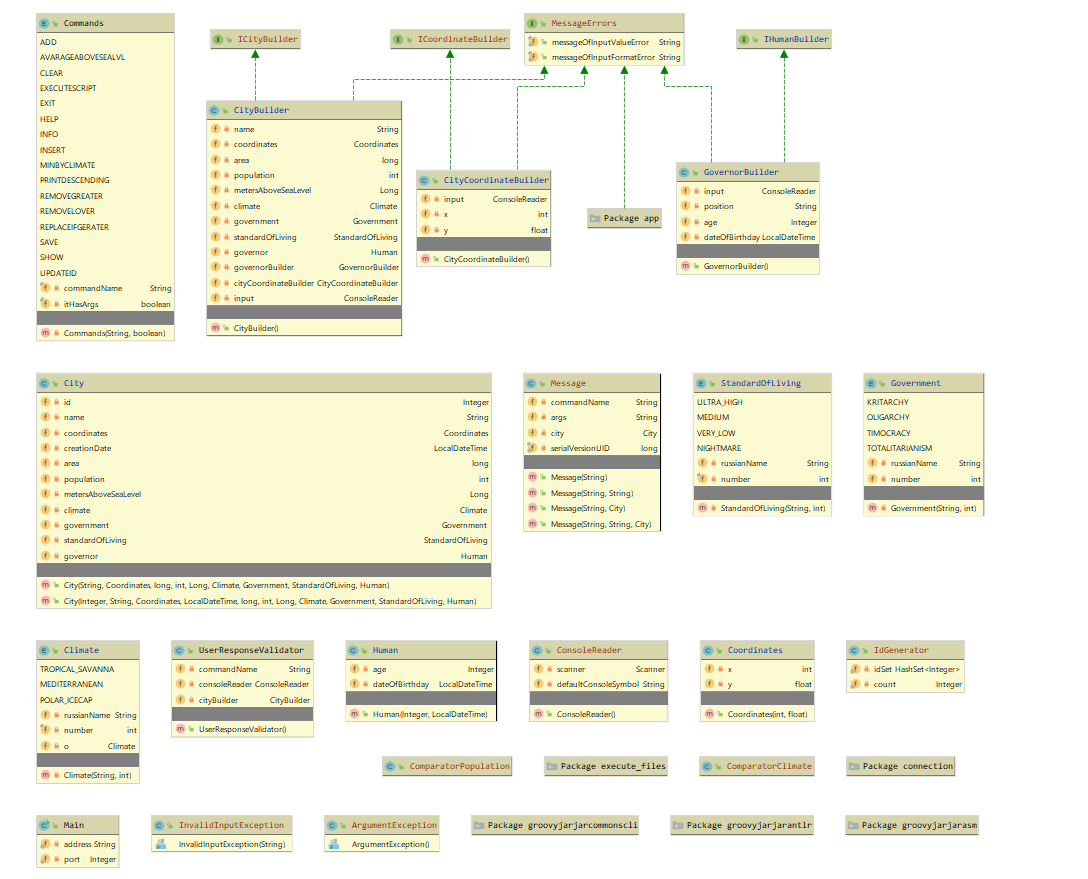 Commands
ADD
AVARAGEABOVESEALVL
CLEAR
EXECUTESCRIPT
EXIT
HELP
INFO
INSERT
MINBYCLIMATE
PRINTDESCENDING
REMOVEGREATER
REMOVELOVER
REPLACEIFGERATER
SAVE
SHOW
UPDATEID
commandName String
itHasArgs boolean
Commands(String, boolean)
ICityBuilder
ICoordinateBuilder
MessageErrors
messageOfInputValueError String
messageOfInputFormatError String
IHumanBuilder
CityBuilder
name String
coordinates Coordinates
area long
population int
metersAboveSeaLevel Long
climate Climate
government Government
standardOfLiving StandardOfLiving
governor Human
governorBuilder GovernorBuilder
cityCoordinateBuilder CityCoordinateBuilder
input ConsoleReader
CityBuilder()
CityCoordinateBuilder
input ConsoleReader
x int
y float
CityCoordinateBuilder()
Package app
GovernorBuilder
input ConsoleReader
position String
age Integer
dateOfBirthday LocalDateTime
GovernorBuilder()
City
id Integer
name String
coordinates Coordinates
creationDate LocalDateTime
area long
population int
metersAboveSeaLevel Long
climate Climate
government Government
standardOfLiving StandardOfLiving
governor Human
City(String, Coordinates, long, int, Long, Climate, Government, StandardOfLiving, Human)
City(Integer, String, Coordinates, LocalDateTime, long, int, Long, Climate, Government, StandardOfLiving, Human)
Message
commandName String
args String
city City
serialVersionUID long
Message(String)
Message(String, String)
Message(String, City)
Message(String, String, City)
StandardOfLiving
ULTRA_HIGH
MEDIUM
VERY_LOW
NIGHTMARE
russianName String
number int
StandardOfLiving(String, int)
Government
KRITARCHY
OLIGARCHY
TIMOCRACY
TOTALITARIANISM
russianName String
number int
Government(String, int)
Climate
TROPICAL_SAVANNA
MEDITERRANEAN
POLAR_ICECAP
russianName String
number int
o Climate
Climate(String, int)
UserResponseValidator
commandName String
consoleReader ConsoleReader
cityBuilder CityBuilder
UserResponseValidator()
Human
age Integer
dateOfBirthday LocalDateTime
Human(Integer, LocalDateTime)
ConsoleReader
scanner Scanner
defaultConsoleSymbol String
ConsoleReader()
Coordinates
x int
y float
Coordinates(int, float)
IdGenerator
idSet HashSet<Integer>
count Integer
ComparatorPopulation
Package execute_files
ComparatorClimate
Package connection
Main
address String
port Integer
InvalidInputException
InvalidInputException(String)
ArgumentException
ArgumentException()
Package groovyjarjarcommonscli
Package groovyjarjarantlr
Package groovyjarjarasm